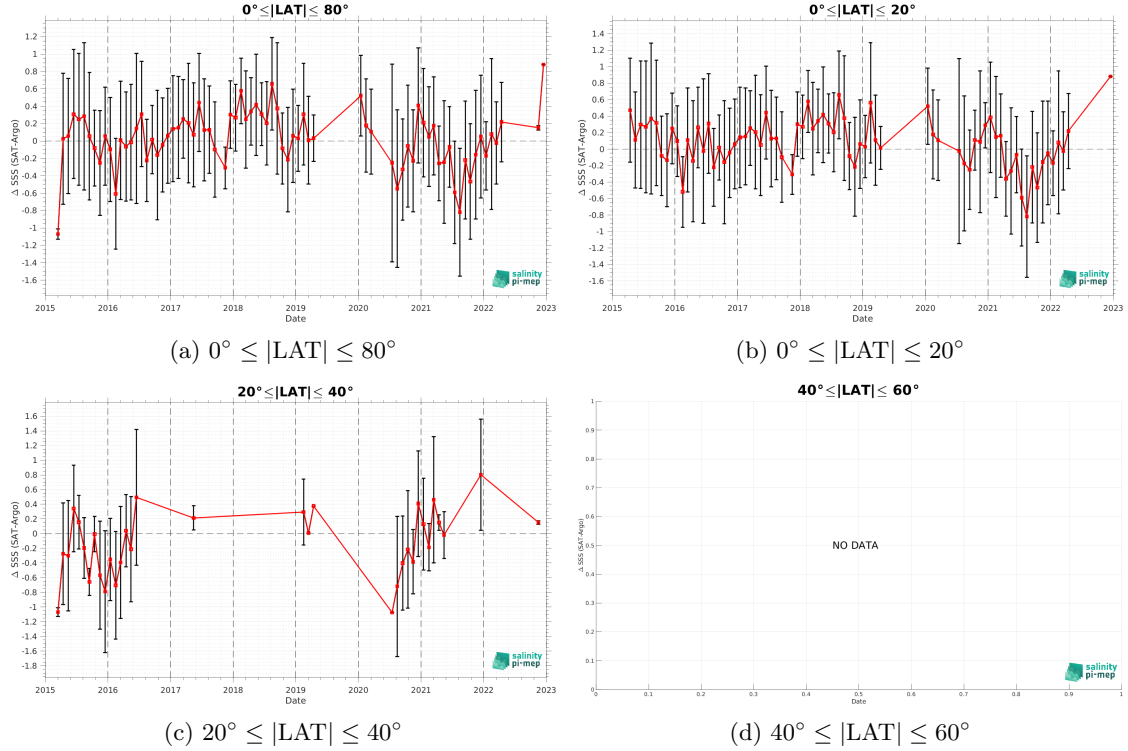 0°≤|LAT|≤ 80°
Δ SSS (SAT-Argo)
1.2
1
0.8
0.6
0.4
0.2
0
-0.2
-0.4
-0.6
-0.8
-1
-1.2
-1.4
-1.6
2015 2016 2017 2018 2019 2020 2021 2022 2023
Date
salinity
pi-mep
(a) 0° ≤ |LAT| ≤ 80°
0°≤|LAT|≤ 20°
Δ SSS (SAT-Argo)
1.4
1.2
1
0.8
0.6
0.4
0.2
0
-0.2
-0.4
-0.6
-0.8
-1
-1.2
-1.4
-1.6
2015 2016 2017 2018 2019 2020 2021 2022 2023
Date
salinity
pi-mep
(b) 0° ≤ |LAT| ≤ 20°
20°≤|LAT|≤ 40°
Δ SSS (SAT-Argo)
1.6
1.4
1.2
1
0.8
0.6
0.4
0.2
0
-0.2
-0.4
-0.6
-0.8
-1
-1.2
-1.4
-1.6
-1.8
2015 2016 2017 2018 2019 2020 2021 2022 2023
Date
salinity
pi-mep
(c) 20° ≤ |LAT| ≤ 40°
40°≤|LAT|≤ 60°
Δ SSS (SAT-Argo)
1
0.9
0.8
0.7
0.6
0.5
0.4
0.3
0.2
0.1
0
NO DATA
0 0.1 0.2 0.3 0.4 0.5 0.6 0.7 0.8 0.9 1
Date
salinity
pi-mep
(d) 40° ≤ |LAT| ≤ 60°